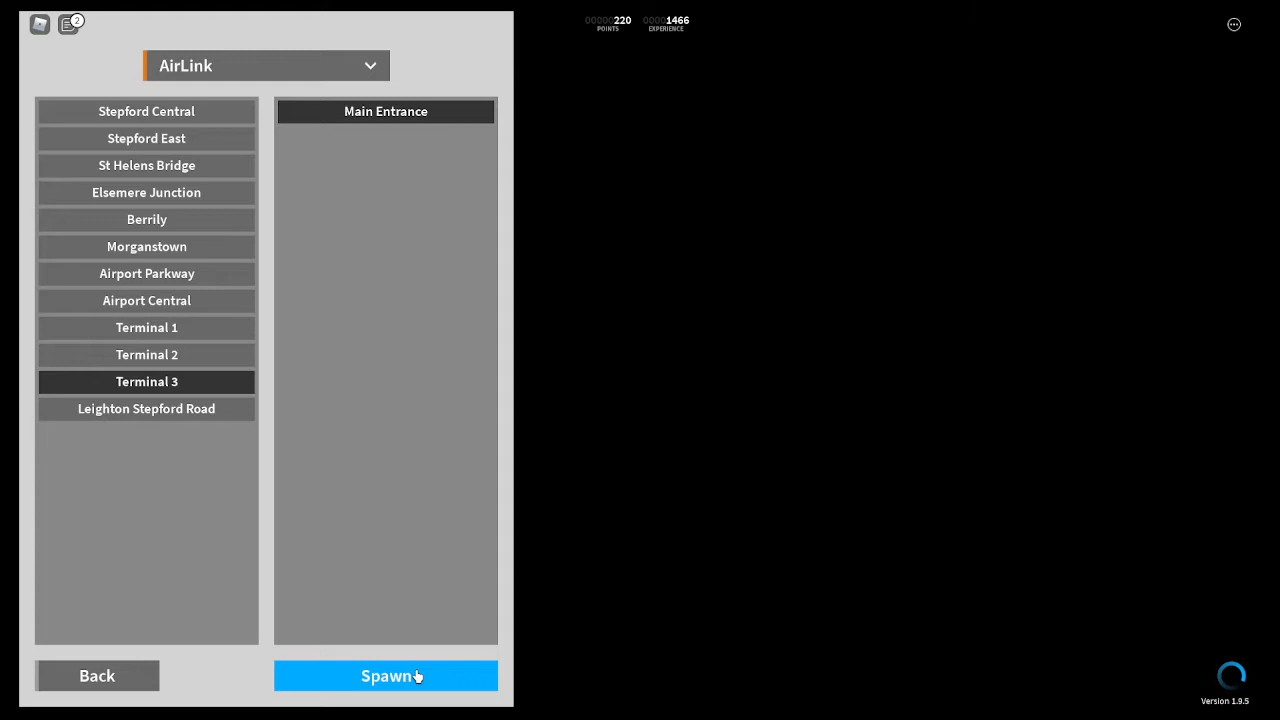 2
00000220
POINTS
00001466
EXPERIENCE
AirLink
Stepford Central
Stepford East
St Helens Bridge
Elsemere Junction
Berrily
Morganstown
Airport Parkway
Airport Central
Terminal 1
Terminal 2
Terminal 3
Leighton Stepford Road
Main Entrance
Back
Spawn
Version 1.9.5